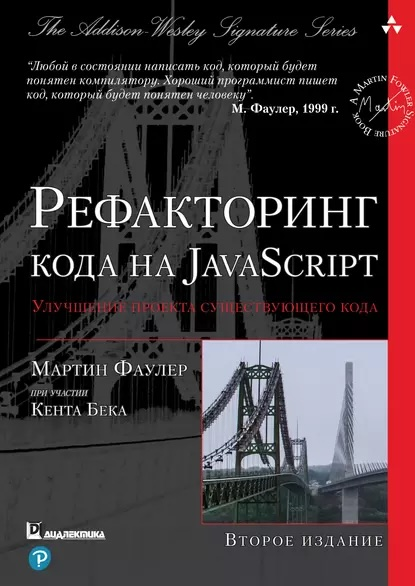 The Addison-Wesley Signature Series
"Любой в состоянии написать код, который будет
понятен компилятору. Хороший программист пишет
код, который будет понятен человеку".
М. Фаулер, 1999 г.
A MARTIN FOWLER SIGNATURE BOOK
Martin
РЕФАКТОРИНГ
КОДА НА JAVASCRIPT
УЛУЧШЕНИЕ ПРОЕКТА СУЩЕСТВУЮЩЕГО КОДА
МАРТИН ФАУЛЕР
ПРИ УЧАСТИИ
КЕНТА БЕКА
ДИАЛЕКТИКА
P
ВТОРОЕ ИЗДАНИЕ